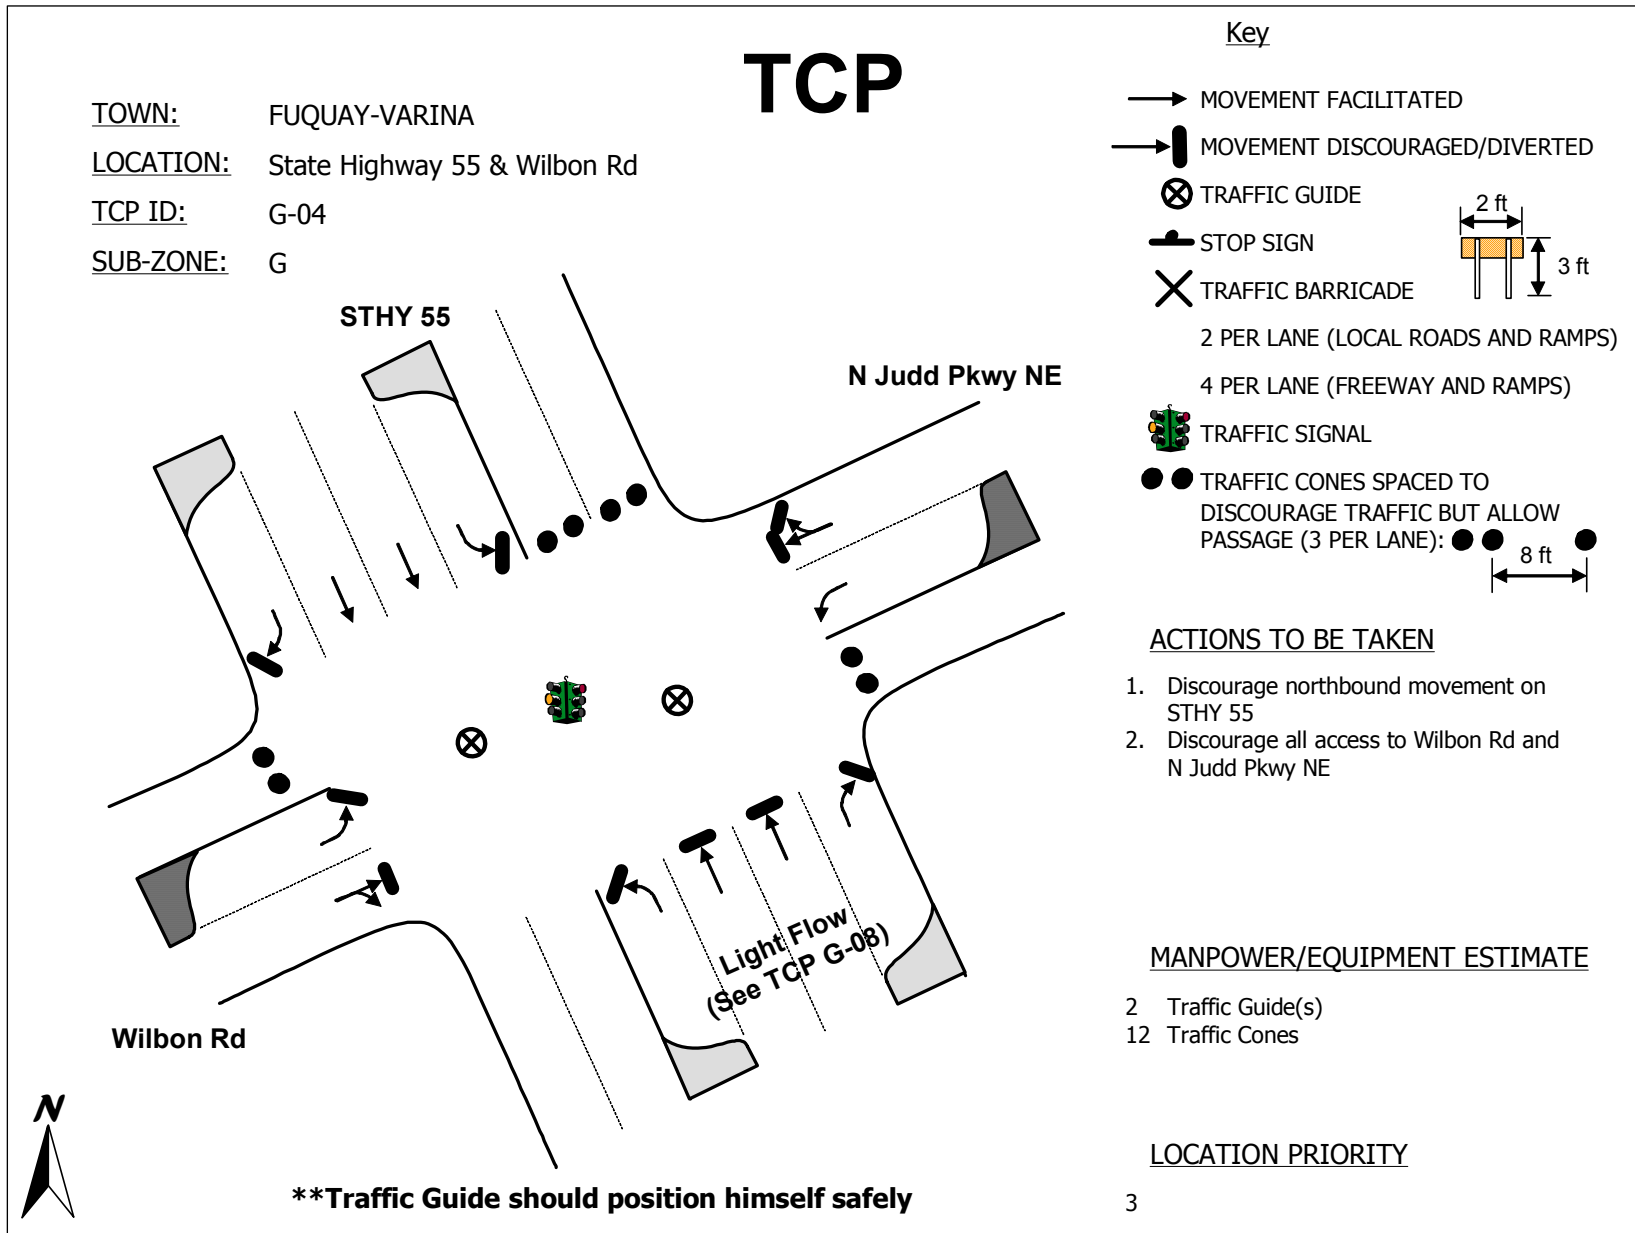 TCP
TOWN: FUQUAY-VARINA
LOCATION: State Highway 55 & Wilbon Rd
TCP ID: G-04
SUB-ZONE: G
STHY 55
N Judd Pkwy NE
Light Flow
(See TCP G-08)
Wilbon Rd
N
**Traffic Guide should position himself safely
Key
MOVEMENT FACILITATED
MOVEMENT DISCOURAGED/DIVERTED
TRAFFIC GUIDE
STOP SIGN
TRAFFIC BARRICADE
2 ft
3 ft
2 PER LANE (LOCAL ROADS AND RAMPS)
4 PER LANE (FREEWAY AND RAMPS)
TRAFFIC SIGNAL
TRAFFIC CONES SPACED TO
DISCOURAGE TRAFFIC BUT ALLOW
PASSAGE (3 PER LANE):
8 ft
ACTIONS TO BE TAKEN
1. Discourage northbound movement on
STHY 55
2. Discourage all access to Wilbon Rd and
N Judd Pkwy NE
MANPOWER/EQUIPMENT ESTIMATE
2 Traffic Guide(s)
12 Traffic Cones
LOCATION PRIORITY
3